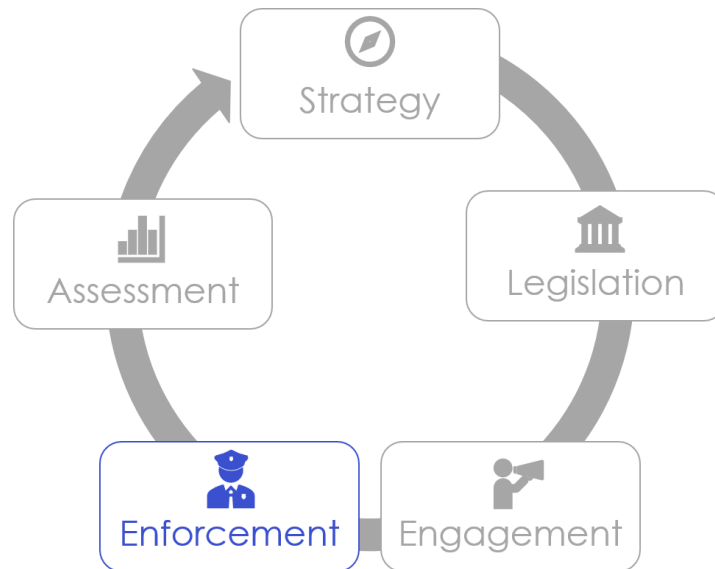 Strategy
Legislation
Assessment
Enforcement
Engagement